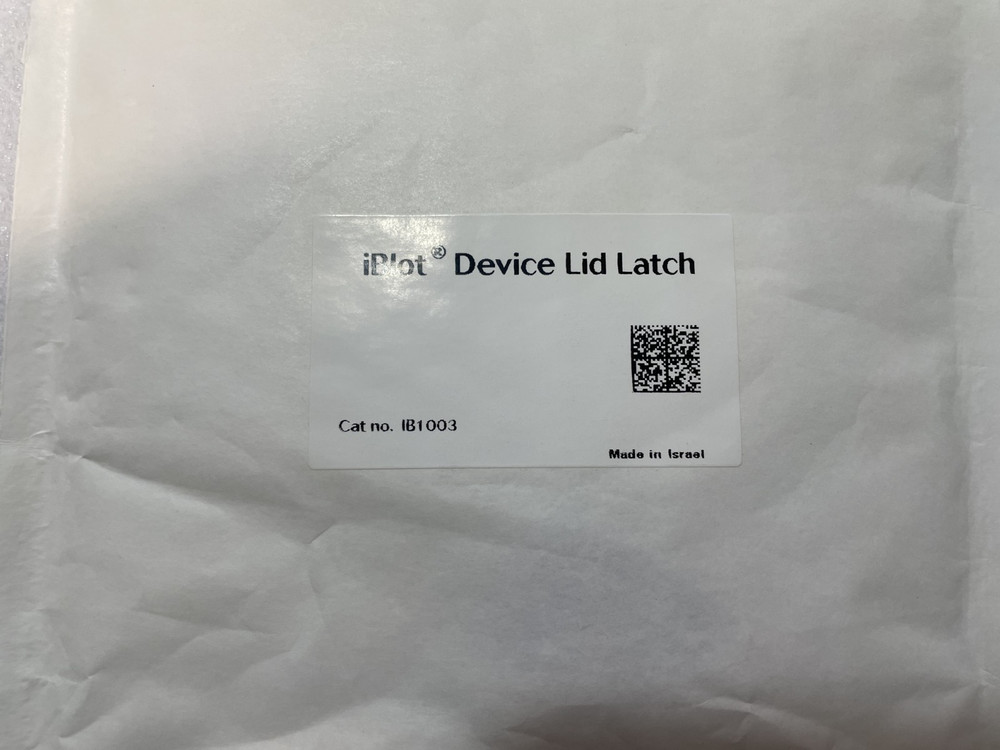 iBlot® Device Lid Latch
Cat no. IB1003
Made in Israel